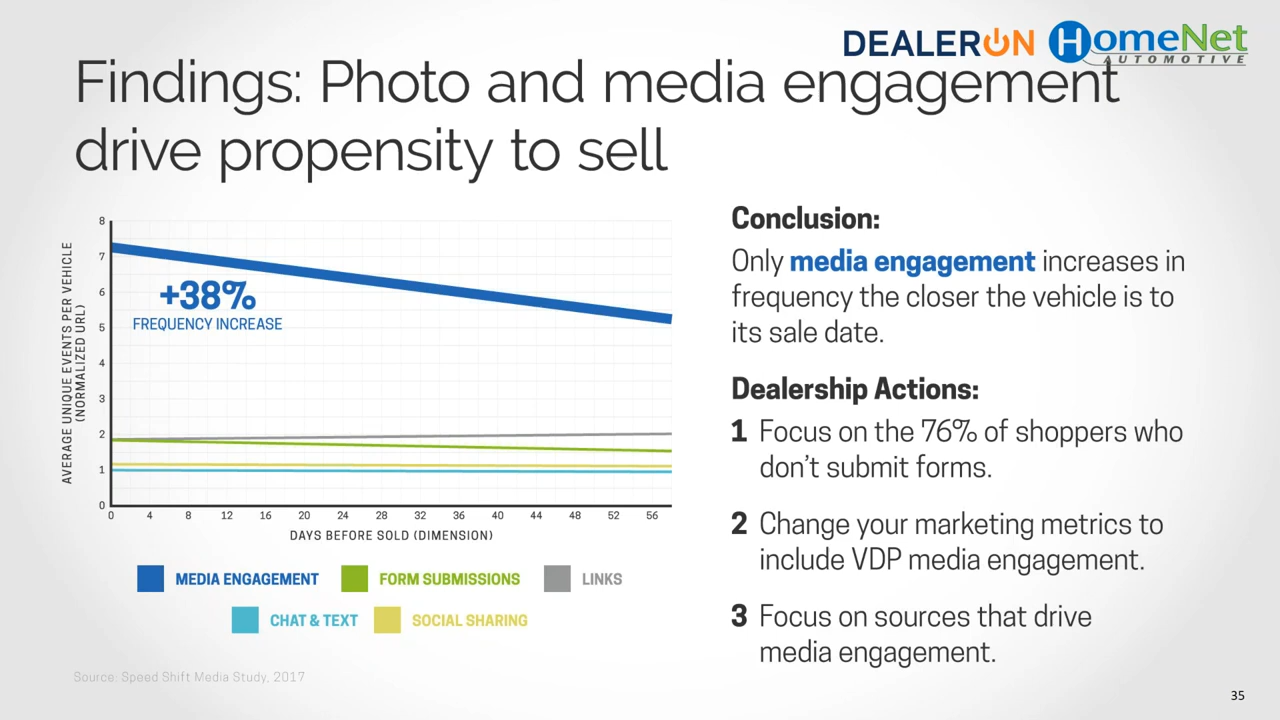 DEALERON HomeNet
AUTOMOTIVE
Findings: Photo and media engagement
drive propensity to sell
AVERAGE UNIQUE EVENTS PER VEHICLE
(NORMALIZED URL)
8
7
6
5
4
3
2
1
0
+38%
FREQUENCY INCREASE
0 4 8 12 16 20 24 28 32 36 40 44 48 52 56
DAYS BEFORE SOLD (DIMENSION)
MEDIA ENGAGEMENT FORM SUBMISSIONS LINKS
CHAT & TEXT SOCIAL SHARING
Source: Speed Shift Media Study, 2017
Conclusion:
Only media engagement increases in
frequency the closer the vehicle is to
its sale date.
Dealership Actions:
1 Focus on the 76% of shoppers who
don’t submit forms.
2 Change your marketing metrics to
include VDP media engagement.
3 Focus on sources that drive
media engagement.
35